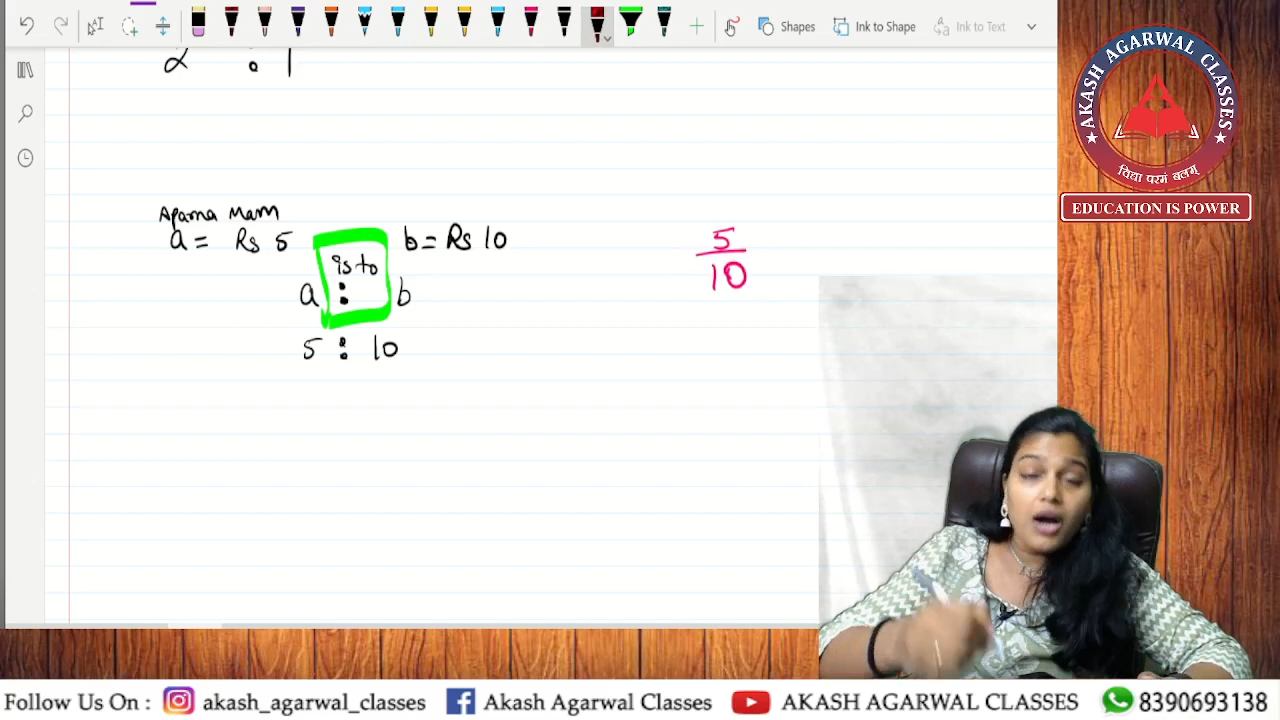 Shapes Ink to Shape Ink to Text
2 : 1
Aparna Mam
a = Rs 5 b = Rs 10
is to
a : b
5 : 10
5
10
AKASH AGARWAL CLASSES
विद्या परमं बलम्
EDUCATION IS POWER
Follow Us On : akash_agarwal_classes Akash Agarwal Classes AKASH AGARWAL CLASSES 8390693138